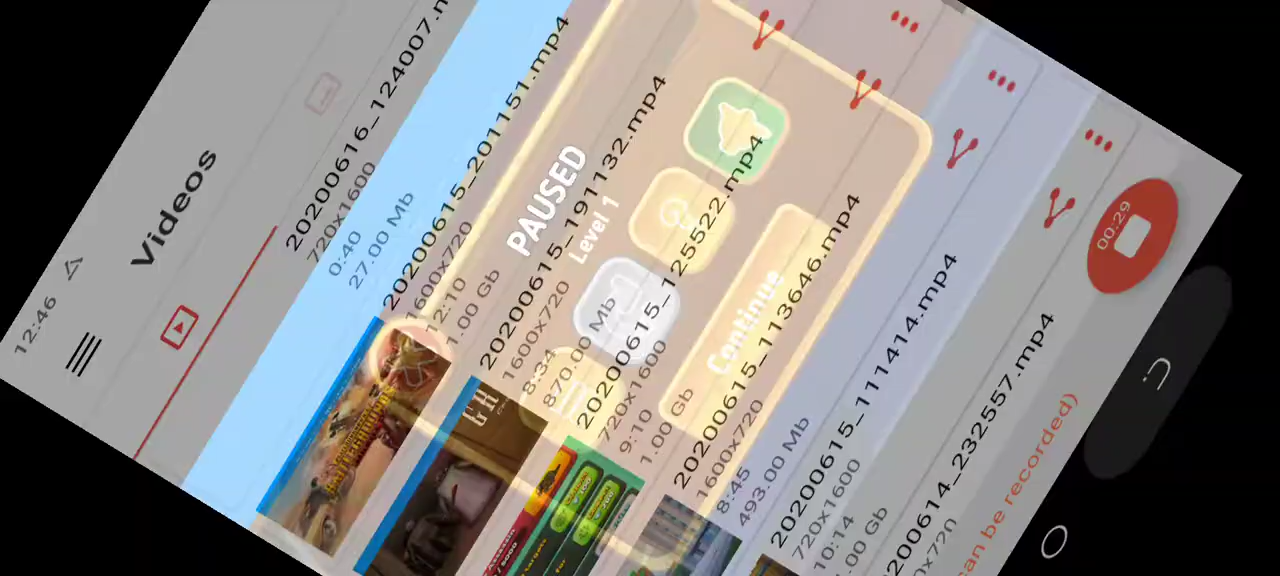 12:46
Videos
20200616_124007.m
720x1600
0:40
27.00 Mb
20200615_201151.mp4
1600x720
12:10
1.00 Gb
20200615_191132.mp4
1600x720
8:34
870.00 Mb
20200615_125522.mp4
720x1600
9:10
1.00 Gb
20200615_113646.mp4
1600x720
8:45
493.00 Mb
20200615_111414.mp4
720x1600
10:14
.00 Gb
20200614_232557.mp4
can be recorded)
00:29
PAUSED
Level 1
Continue